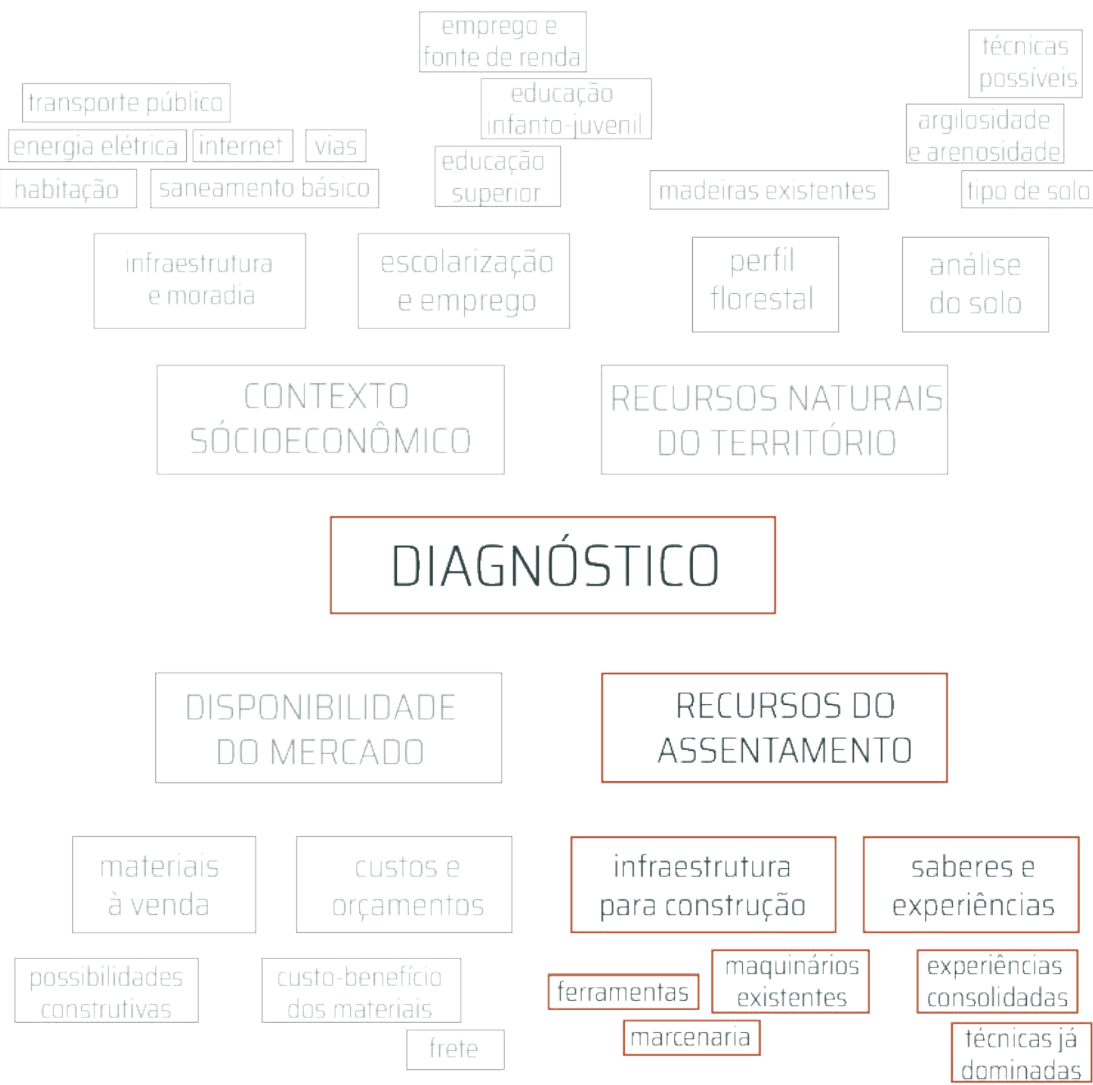 emprego e
fonte de renda
técnicas
possíveis
transporte público
educação
infanto-juvenil
argilosidade
e arenosidade
energia elétrica
internet
vias
educação
superior
habitação
saneamento básico
madeiras existentes
tipo de solo
infraestrutura
e moradia
escolarização
e emprego
perfil
florestal
análise
do solo
CONTEXTO
SÓCIOECONÔMICO
RECURSOS NATURAIS
DO TERRITÓRIO
DIAGNÓSTICO
DISPONIBILIDADE
DO MERCADO
RECURSOS DO
ASSENTAMENTO
materiais
à venda
custos e
orçamentos
infraestrutura
para construção
saberes e
experiências
possibilidades
construtivas
custo-benefício
dos materiais
frete
ferramentas
maquinários
existentes
marcenaria
experiências
consolidadas
técnicas já
dominadas